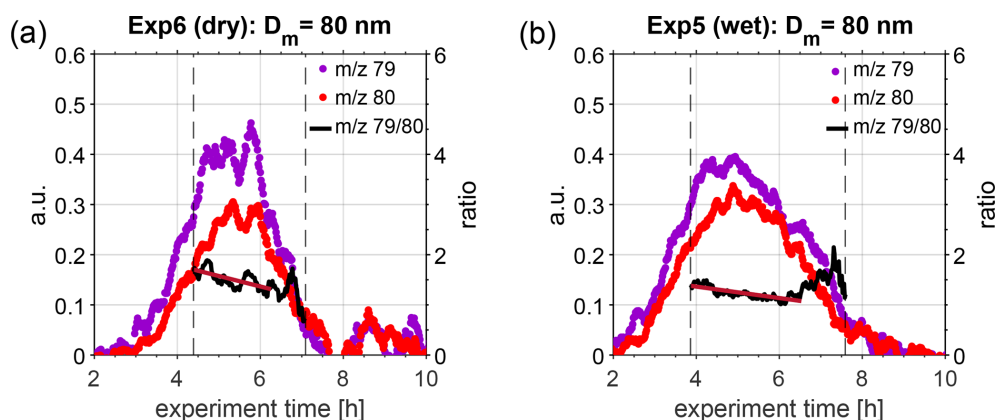 (a)
Exp6 (dry): Dm= 80 nm
0.6
0.5
0.4
0.3
0.2
0.1
0
a.u.
6
4
2
0
ratio
m/z 79
m/z 80
m/z 79/80
2 4 6 8 10
experiment time [h]
(b)
Exp5 (wet): Dm= 80 nm
0.6
0.5
0.4
0.3
0.2
0.1
0
a.u.
6
4
2
0
ratio
m/z 79
m/z 80
m/z 79/80
2 4 6 8 10
experiment time [h]